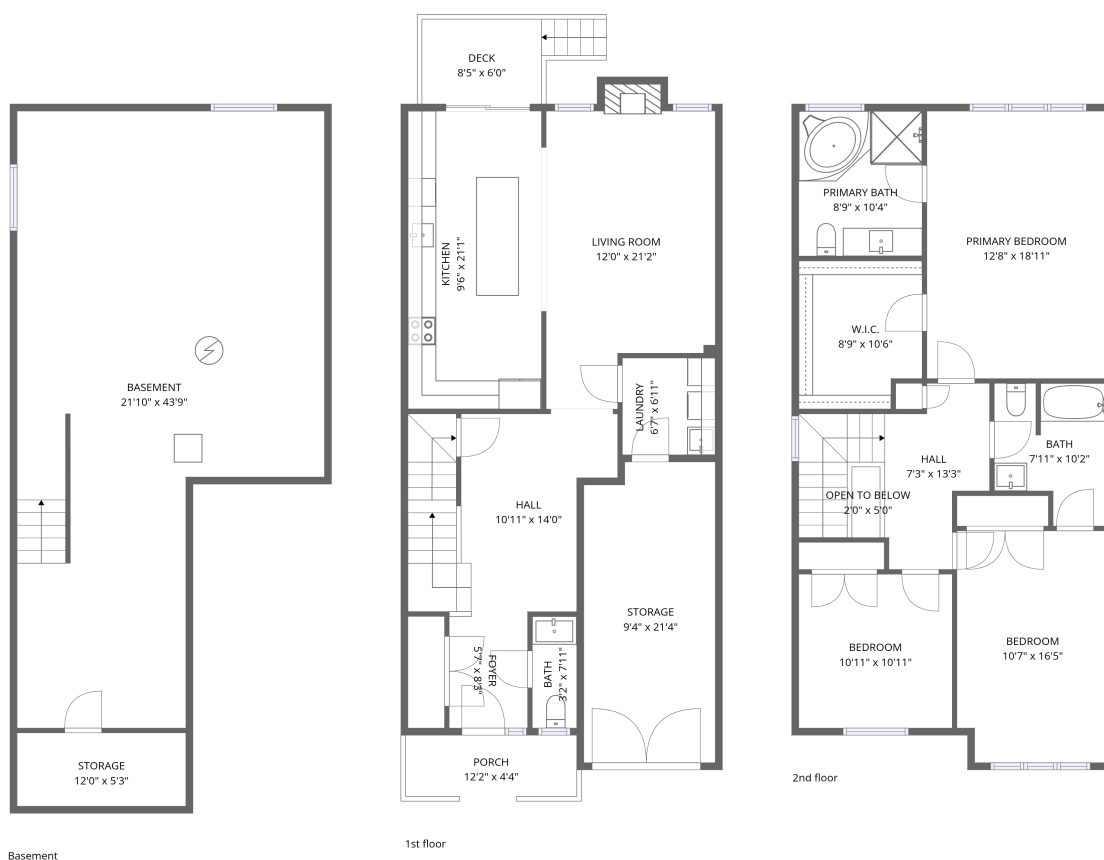 DECK
8'5" x 6'0"
KITCHEN
9'6" x 21'1"
LIVING ROOM
12'0" x 21'2"
LAUNDRY
6'7" x 6'11"
HALL
10'11" x 14'0"
STORAGE
9'4" x 21'4"
FOYER
5'7" x 8'3"
BATH
3'2" x 7'11"
PORCH
12'2" x 4'4"
1st floor
BASEMENT
21'10" x 43'9"
STORAGE
12'0" x 5'3"
Basement
PRIMARY BATH
8'9" x 10'4"
PRIMARY BEDROOM
12'8" x 18'11"
W.I.C.
8'9" x 10'6"
BATH
7'11" x 10'2"
HALL
7'3" x 13'3"
OPEN TO BELOW
2'0" x 5'0"
BEDROOM
10'11" x 10'11"
BEDROOM
10'7" x 16'5"
2nd floor